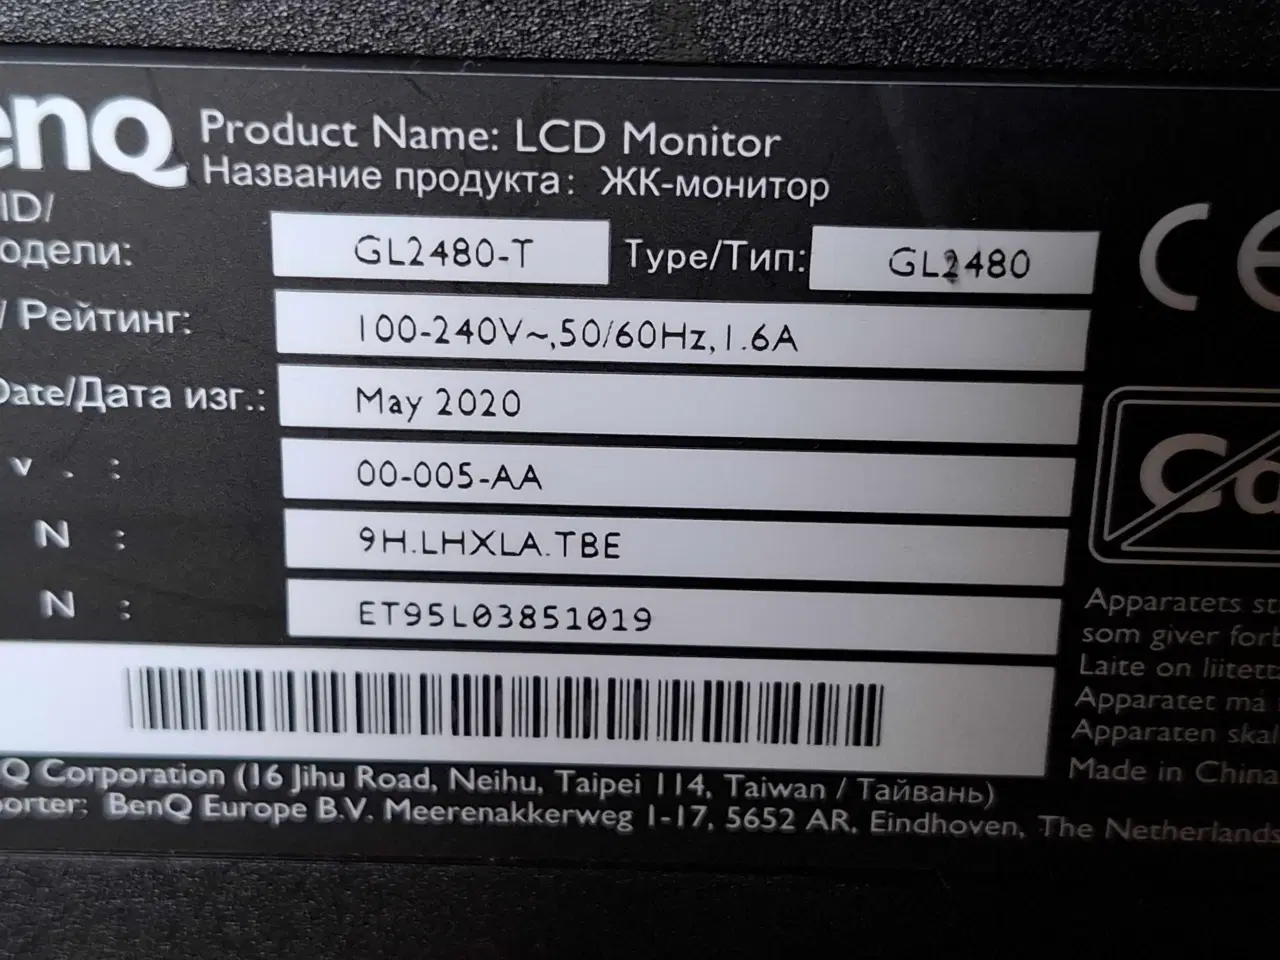 enQ
Product Name: LCD Monitor
Название продукта: ЖК-монитор
ID/
одели: GL2480-T Type/Тип: GL2480
/ Рейтинг: 100-240V~,50/60Hz,1.6A
Date/Дата изг.: May 2020
v . : 00-005-AA
N : 9H.LHXLA.TBE
N : ET95L03851019
Apparatets st
som giver forb
Laite on liitett
Apparatet må
Apparaten skal
Made in China
Q Corporation (16 Jihu Road, Neihu, Taipei 114, Taiwan / Тайвань)
porter: BenQ Europe B.V. Meerenakkerweg 1-17, 5652 AR, Eindhoven, The Netherlands